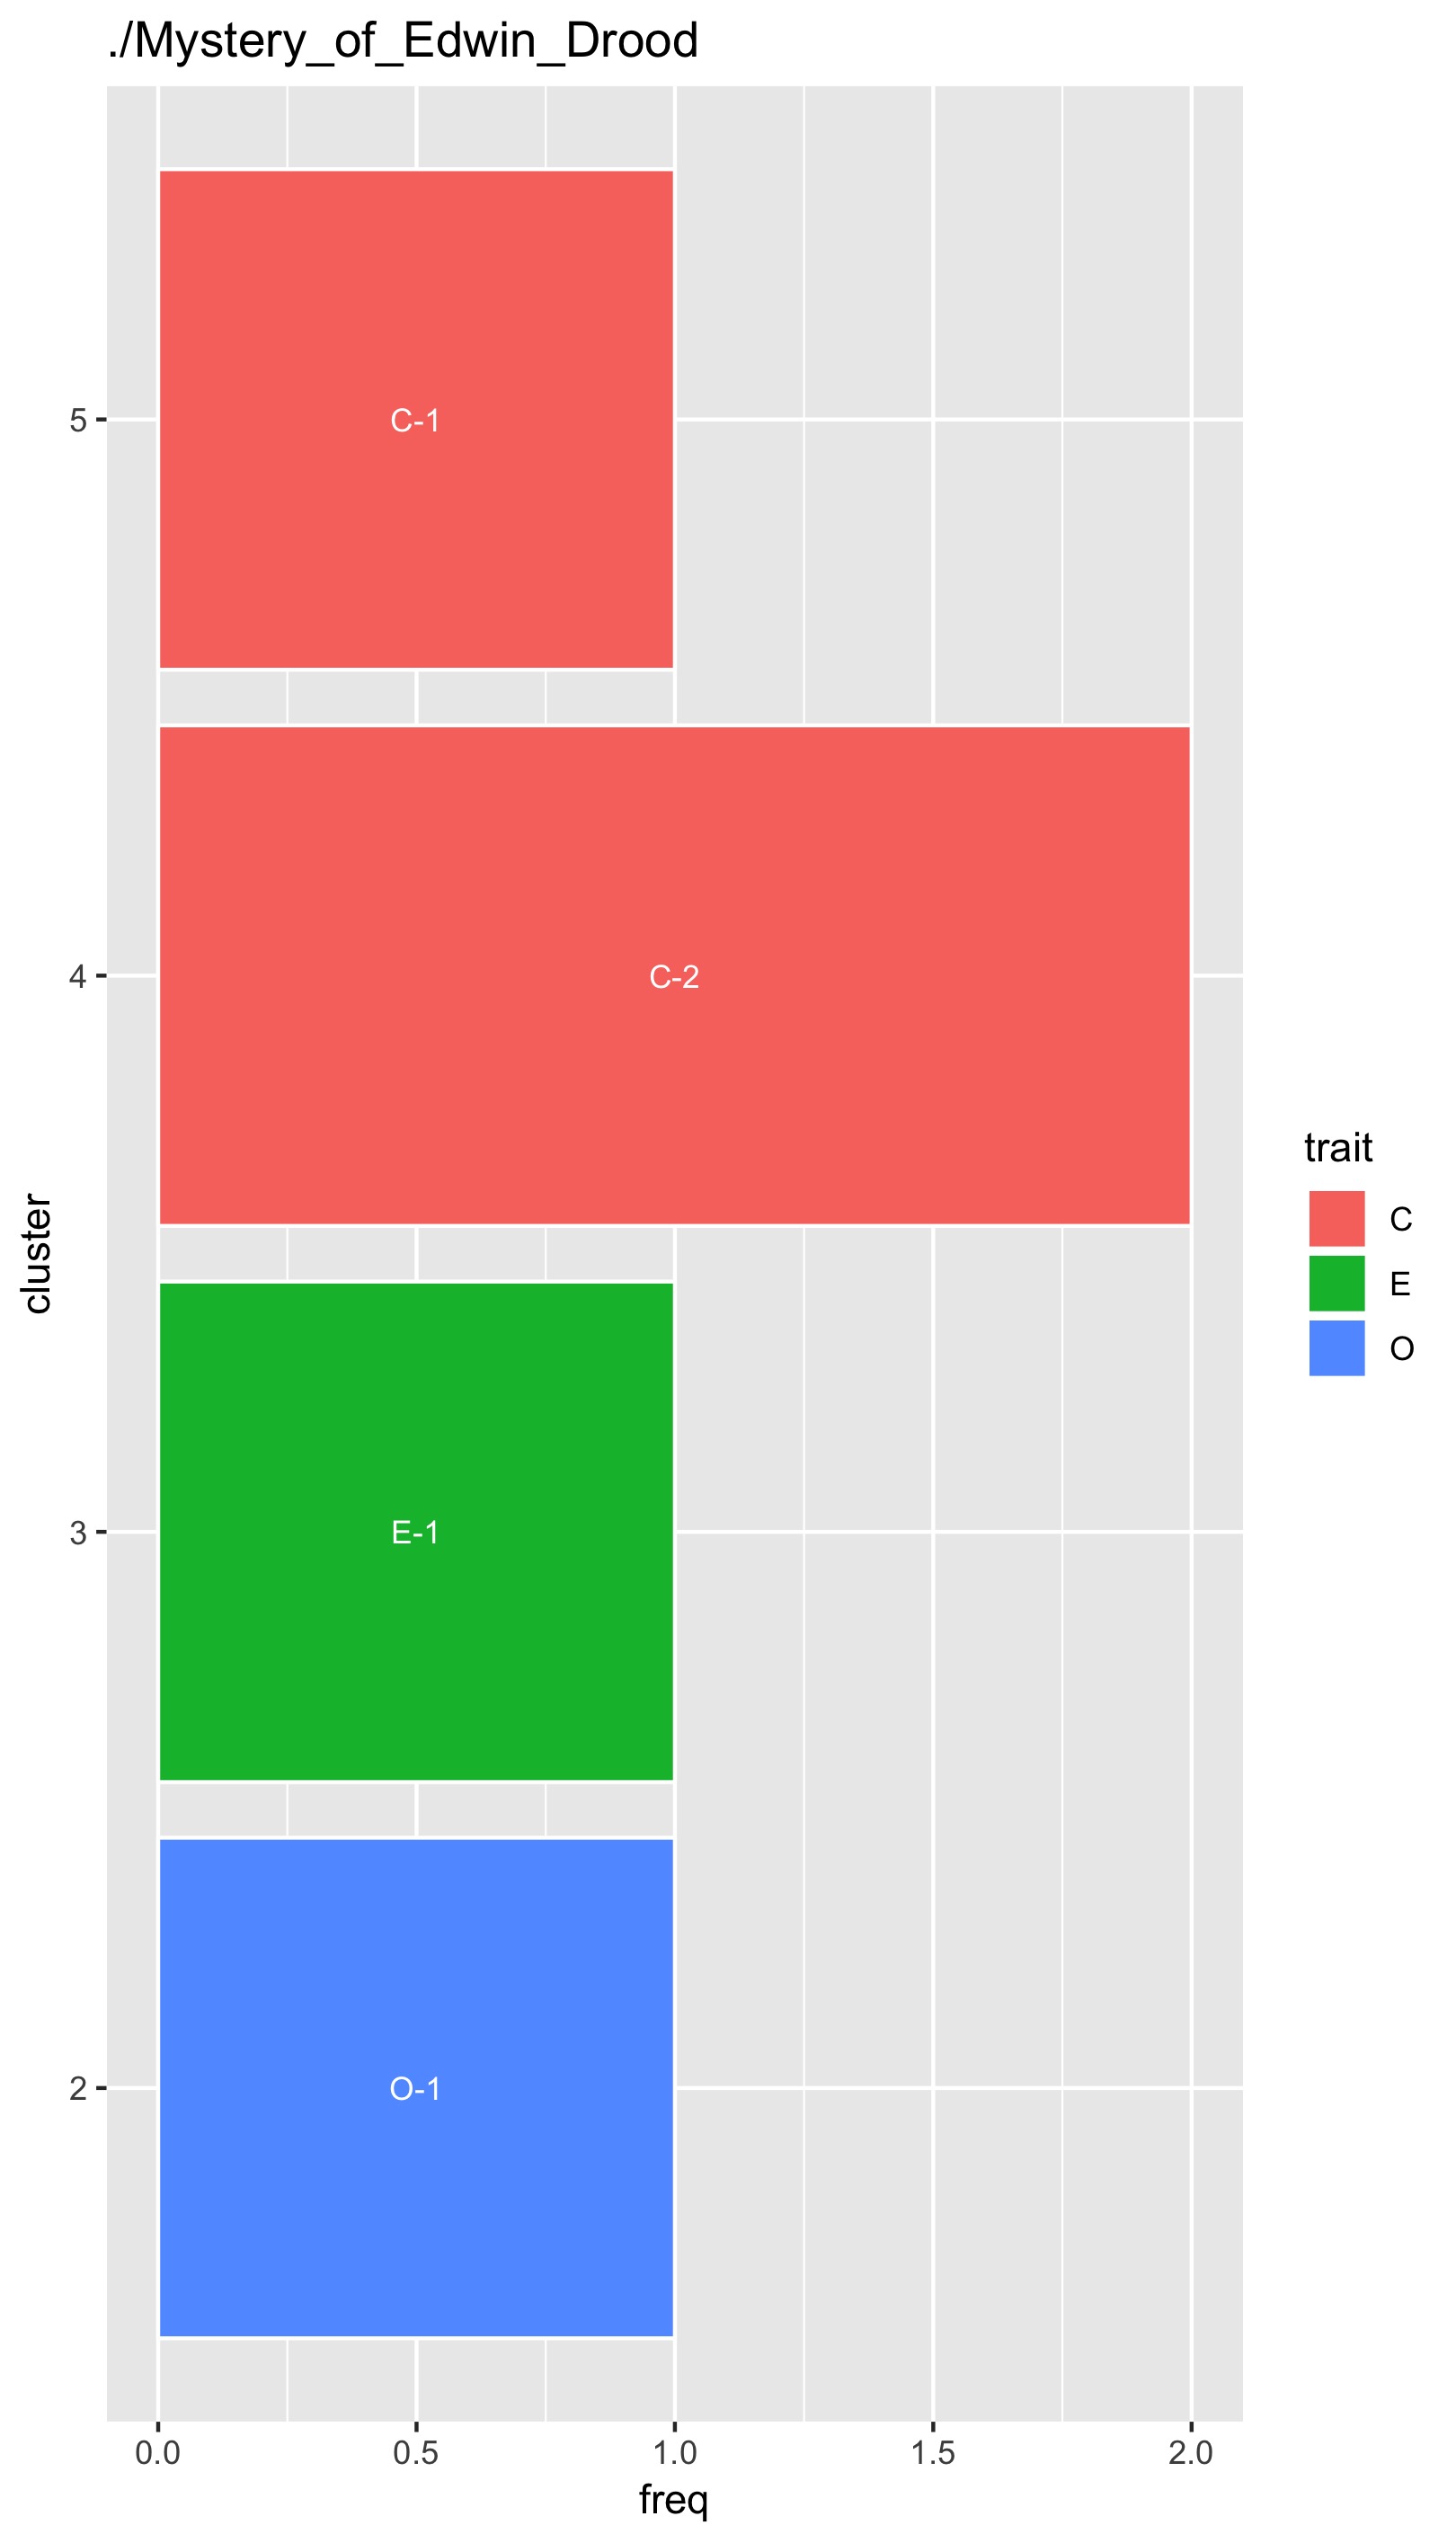 ./Mystery_of_Edwin_Drood
5
C-1
4
C-2
3
E-1
2
O-1
cluster
0.0 0.5 1.0 1.5 2.0
freq
trait
C
E
O